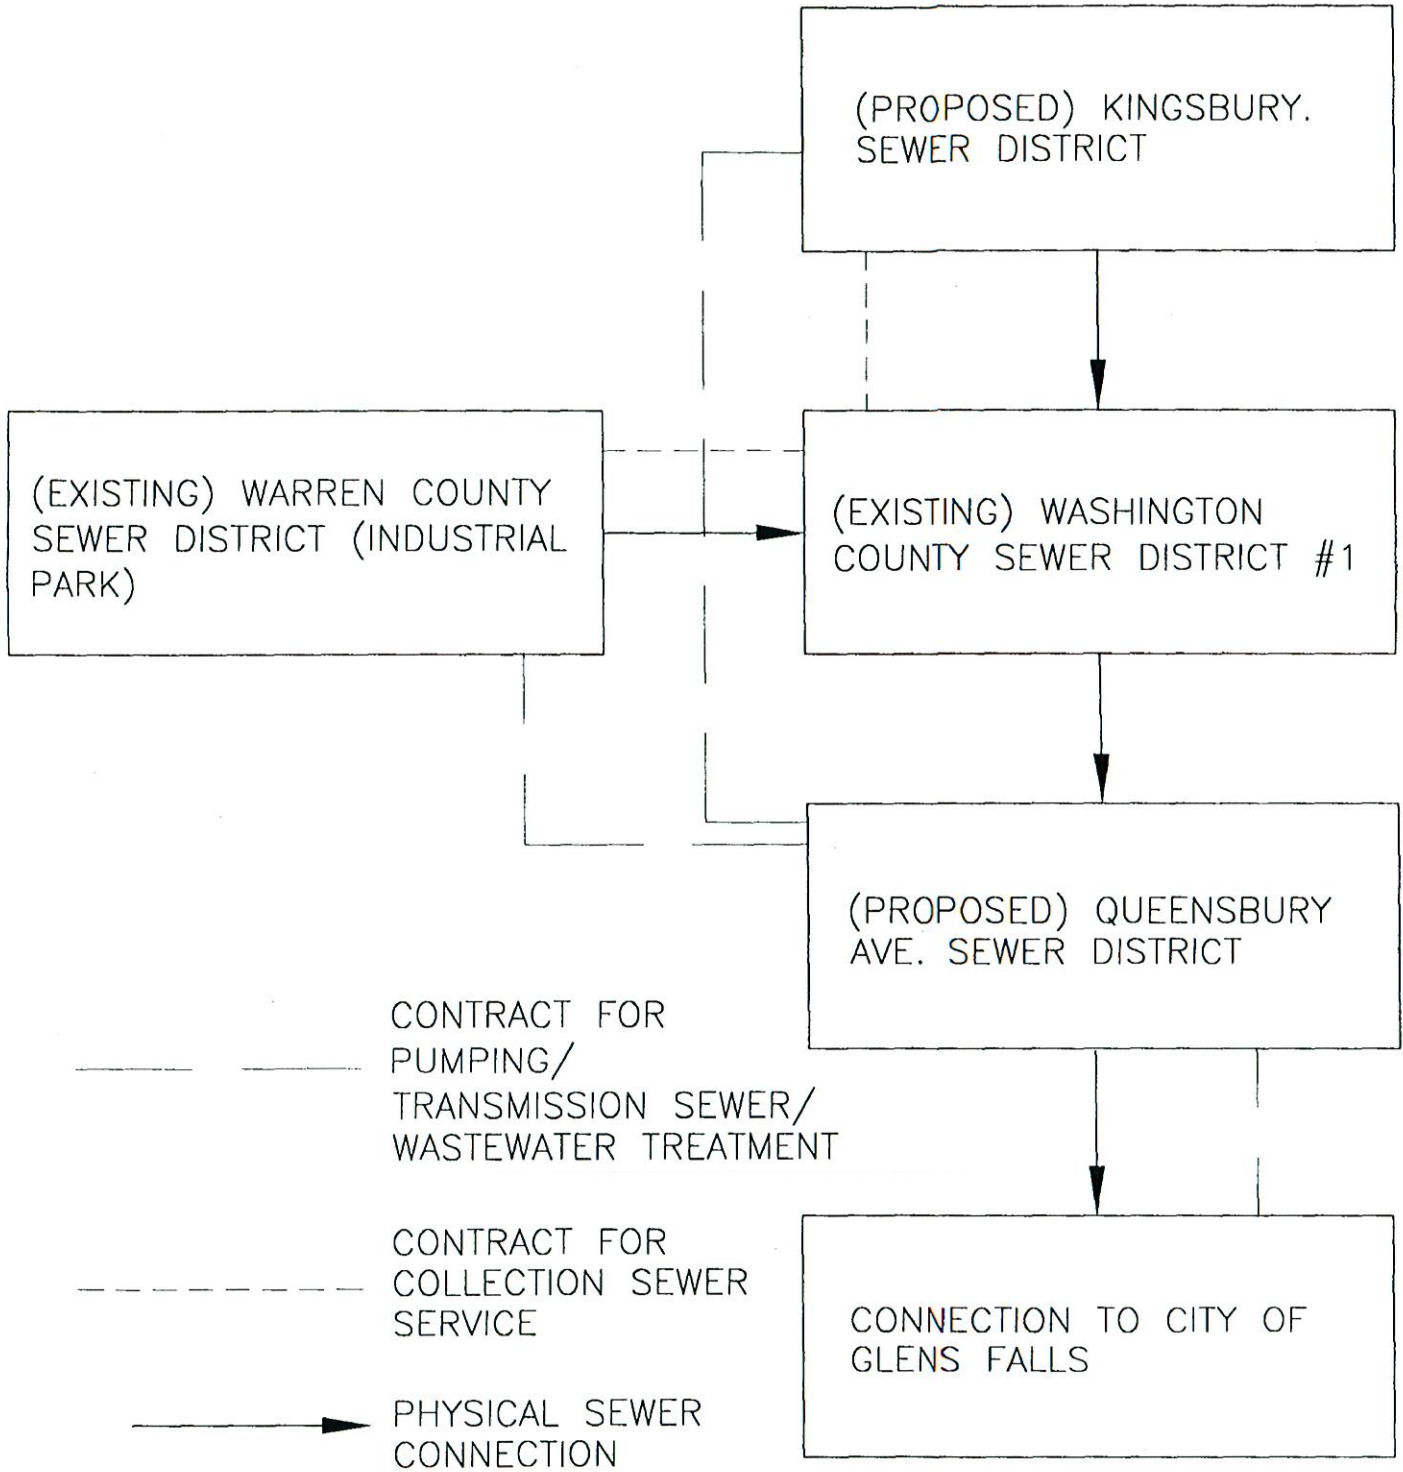 (PROPOSED) KINGSBURY.
SEWER DISTRICT
(EXISTING) WARREN COUNTY
SEWER DISTRICT (INDUSTRIAL
PARK)
(EXISTING) WASHINGTON
COUNTY SEWER DISTRICT #1
(PROPOSED) QUEENSBURY
AVE. SEWER DISTRICT
CONTRACT FOR
PUMPING/
TRANSMISSION SEWER/
WASTEWATER TREATMENT
CONTRACT FOR
COLLECTION SEWER
SERVICE
CONNECTION TO CITY OF
GLENS FALLS
PHYSICAL SEWER
CONNECTION